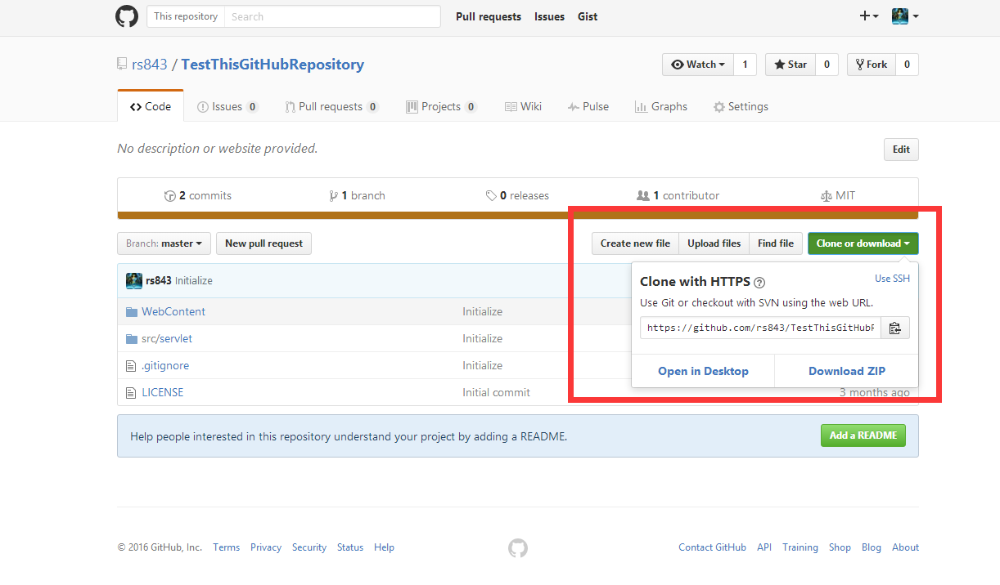 This repository Search Pull requests Issues Gist
rs843 / TestThisGitHubRepository Watch 1 Star 0 Fork 0
Code Issues 0 Pull requests 0 Projects 0 Wiki Pulse Graphs Settings
No description or website provided. Edit
2 commits 1 branch 0 releases 1 contributor MIT
Branch: master New pull request Create new file Upload files Find file Clone or download
rs843 Initialize
WebContent Initialize
src/servlet Initialize
.gitignore Initialize
LICENSE Initial commit 3 months ago
Clone with HTTPS ? Use SSH
Use Git or checkout with SVN using the web URL.
https://github.com/rs843/TestThisGitHubR
Open in Desktop Download ZIP
Help people interested in this repository understand your project by adding a README. Add a README
© 2016 GitHub, Inc. Terms Privacy Security Status Help Contact GitHub API Training Shop Blog About